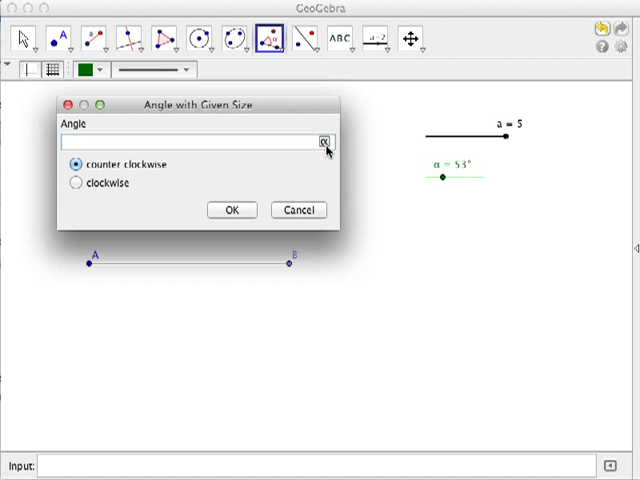 GeoGebra
A
α
ABC
a=2
Angle with Given Size
Angle
α
counter clockwise
clockwise
OK
Cancel
a = 5
α = 53°
A
B
Input: